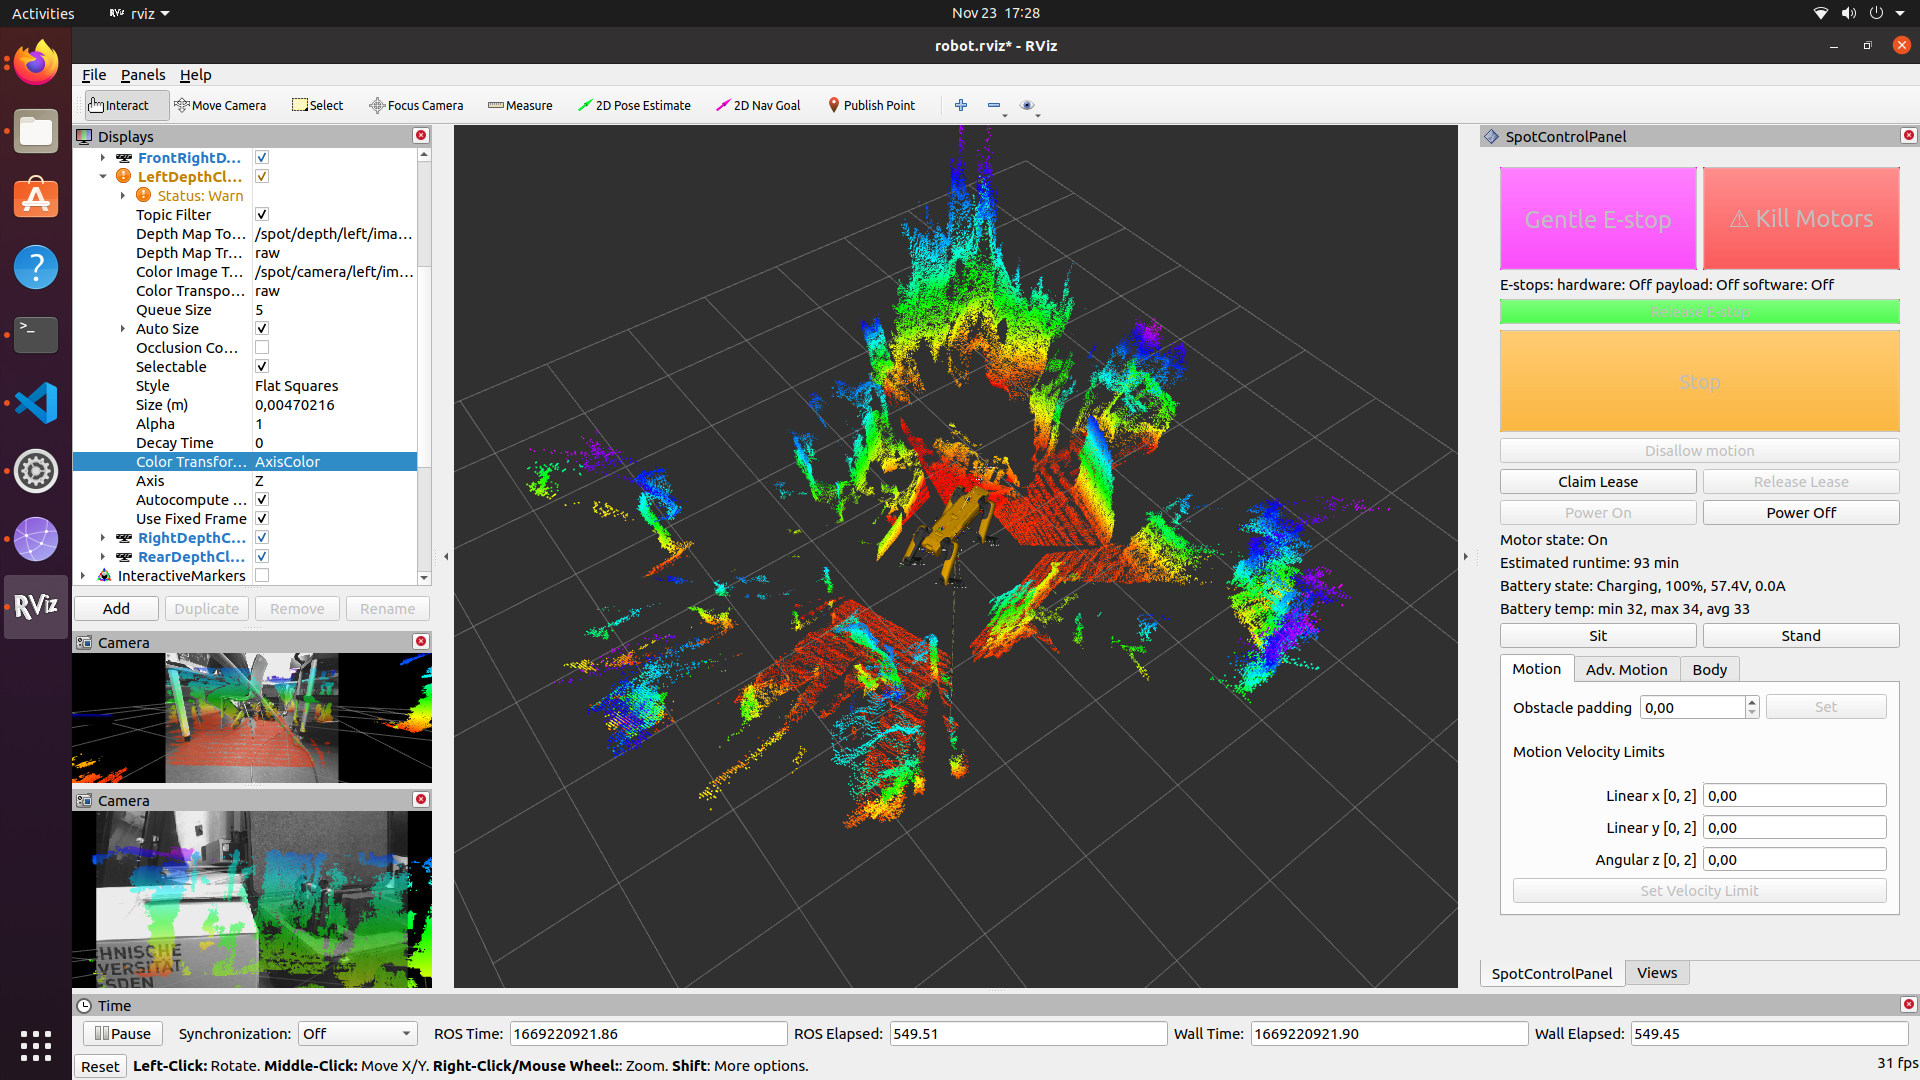 Activities
rviz
Nov 23 17:28
robot.rviz* - RViz
File Panels Help
Interact Move Camera Select Focus Camera Measure 2D Pose Estimate 2D Nav Goal Publish Point
Displays
FrontRightD...
LeftDepthCl...
Status: Warn
Topic Filter
Depth Map To... /spot/depth/left/ima...
Depth Map Tr... raw
Color Image T... /spot/camera/left/im...
Color Transpo... raw
Queue Size 5
Auto Size
Occlusion Co...
Selectable
Style Flat Squares
Size (m) 0,00470216
Alpha 1
Decay Time 0
Color Transfor... AxisColor
Axis Z
Autocompute ...
Use Fixed Frame
RightDepthC...
RearDepthCl...
InteractiveMarkers
Add Duplicate Remove Rename
Camera
Camera
CHNISCHE
VERSITAT
ESDEN
RViz
SpotControlPanel
Gentle E-stop
⚠ Kill Motors
E-stops: hardware: Off payload: Off software: Off
Release E-stop
Stop
Disallow motion
Claim Lease Release Lease
Power On Power Off
Motor state: On
Estimated runtime: 93 min
Battery state: Charging, 100%, 57.4V, 0.0A
Battery temp: min 32, max 34, avg 33
Sit Stand
Motion Adv. Motion Body
Obstacle padding 0,00 Set
Motion Velocity Limits
Linear x [0, 2] 0,00
Linear y [0, 2] 0,00
Angular z [0, 2] 0,00
Set Velocity Limit
SpotControlPanel Views
Time
Pause Synchronization: Off ROS Time: 1669220921.86 ROS Elapsed: 549.51 Wall Time: 1669220921.90 Wall Elapsed: 549.45
Reset Left-Click: Rotate. Middle-Click: Move X/Y. Right-Click/Mouse Wheel:: Zoom. Shift: More options.
31 fps